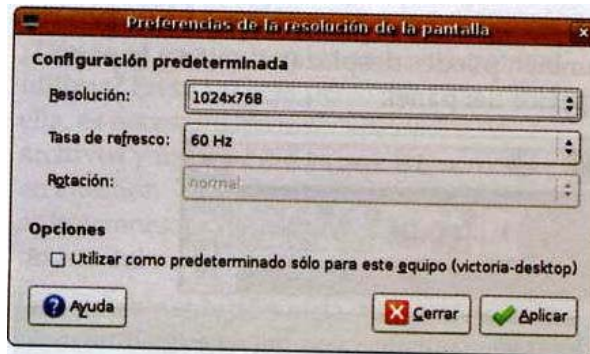 Preferencias de la resolución de la pantalla
Configuración predeterminada
Resolución: 1024x768
Tasa de refresco: 60 Hz
Rotación: normal
Opciones
Utilizar como predeterminado sólo para este equipo (victoria-desktop)
Ayuda Cerrar Aplicar